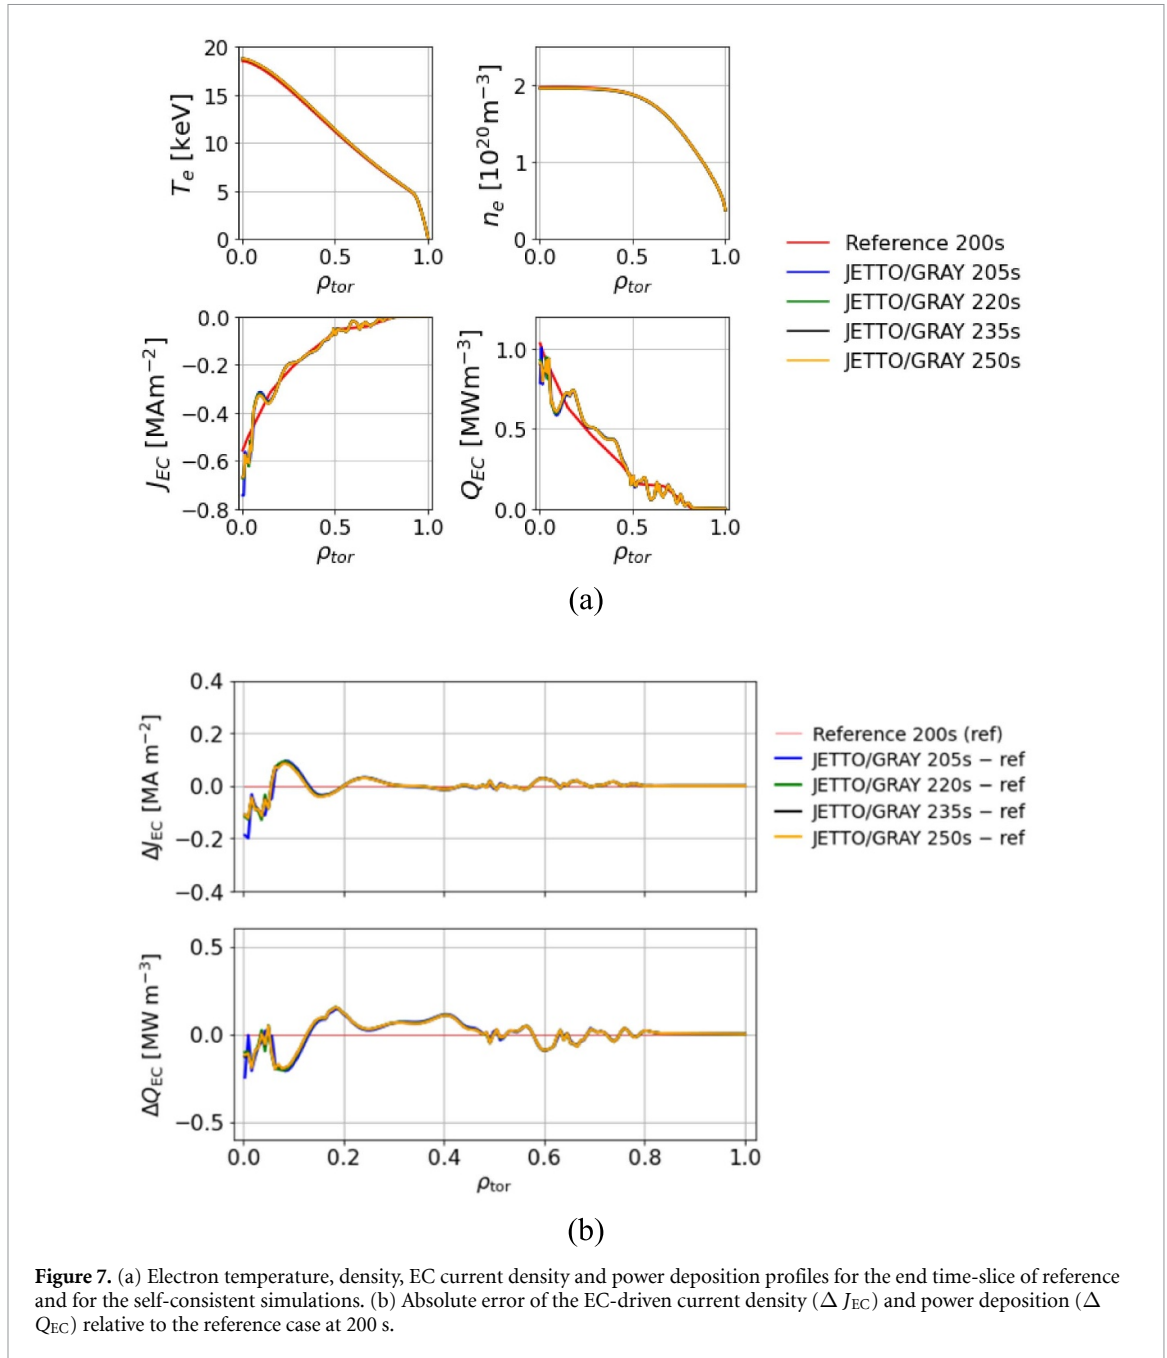 20
15
10
5
0
T_e [keV]
0.0 0.5 1.0
ρ_tor
2
1
0
n_e [10^20 m^−3]
0.0 0.5 1.0
ρ_tor
Reference 200s
JETTO/GRAY 205s
JETTO/GRAY 220s
JETTO/GRAY 235s
JETTO/GRAY 250s
0.0
−0.2
−0.4
−0.6
−0.8
J_EC [MAm^−2]
0.0 0.5 1.0
ρ_tor
1.0
0.5
0.0
Q_EC [MWm^−3]
0.0 0.5 1.0
ρ_tor
(a)
0.4
0.2
0.0
−0.2
−0.4
ΔJ_EC [MA m^−2]
Reference 200s (ref)
JETTO/GRAY 205s − ref
JETTO/GRAY 220s − ref
JETTO/GRAY 235s − ref
JETTO/GRAY 250s − ref
0.5
0.0
−0.5
ΔQ_EC [MW m^−3]
0.0 0.2 0.4 0.6 0.8 1.0
ρ_tor
(b)
Figure 7. (a) Electron temperature, density, EC current density and power deposition profiles for the end time-slice of reference
and for the self-consistent simulations. (b) Absolute error of the EC-driven current density (Δ J_EC) and power deposition (Δ
Q_EC) relative to the reference case at 200 s.